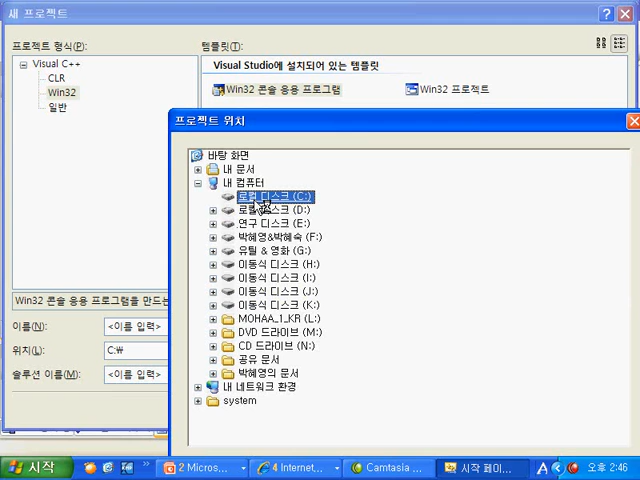 새 프로젝트
프로젝트 형식(P):
템플릿(T):
Visual C++
CLR
Win32
일반
Visual Studio에 설치되어 있는 템플릿
Win32 콘솔 응용 프로그램
Win32 프로젝트
프로젝트 위치
바탕 화면
내 문서
내 컴퓨터
로컬 디스크 (C:)
로컬 디스크 (D:)
연구 디스크 (E:)
박혜영&박혜숙 (F:)
유틸 & 영화 (G:)
이동식 디스크 (H:)
이동식 디스크 (I:)
이동식 디스크 (J:)
이동식 디스크 (K:)
MOHAA_1_KR (L:)
DVD 드라이브 (M:)
CD 드라이브 (N:)
공유 문서
박혜영의 문서
내 네트워크 환경
system
Win32 콘솔 응용 프로그램을 만드는
이름(N):
<이름 입력>
위치(L):
C:₩
솔루션 이름(M):
<이름 입력>
시작
2 Micros...
4 Internet...
Camtasia ...
시작 페이...
A
오후 2:46